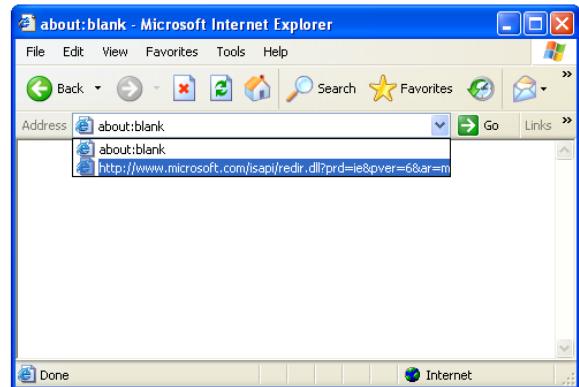 about:blank - Microsoft Internet Explorer
File Edit View Favorites Tools Help
Back Search Favorites »
Address about:blank Go Links »
about:blank
http://www.microsoft.com/isapi/redir.dll?prd=ie&pver=6&ar=m
Done Internet